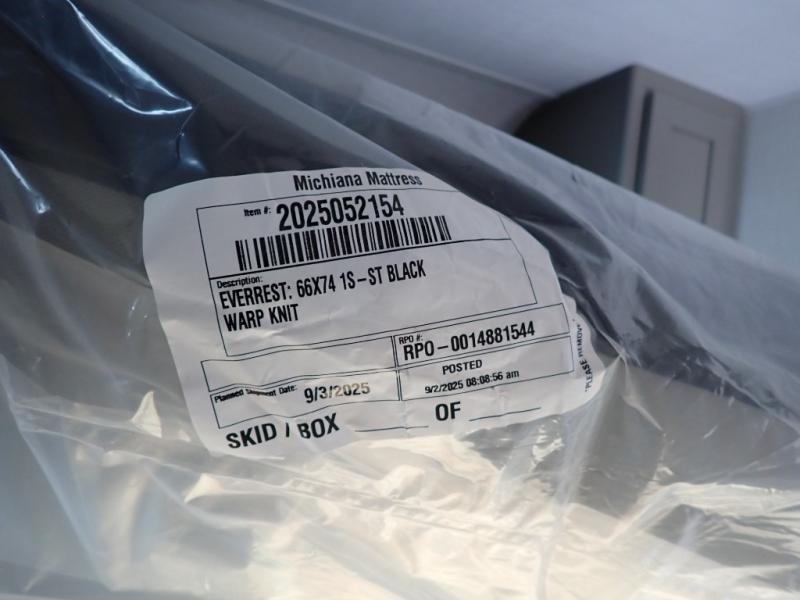 Michiana Mattress
Item #: 2025052154
Description:
EVERREST: 66X74 1S-ST BLACK
WARP KNIT
RPO #:
RPO-0014881544
Planned Shipment Date: 9/3/2025
POSTED
9/2/2025 08:08:56 am
SKID / BOX OF
*PLEASE REMOVE